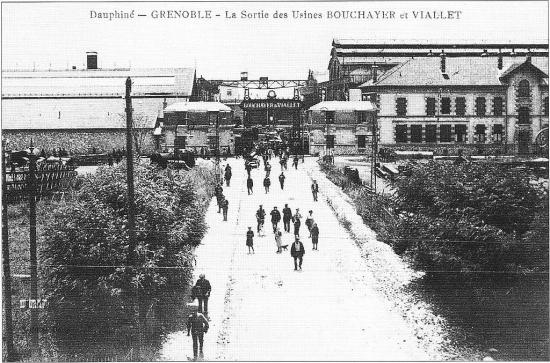 Dauphiné — GRENOBLE - La Sortie des Usines BOUCHAYER et VIALLET
BOUCHAYER & VIALLET